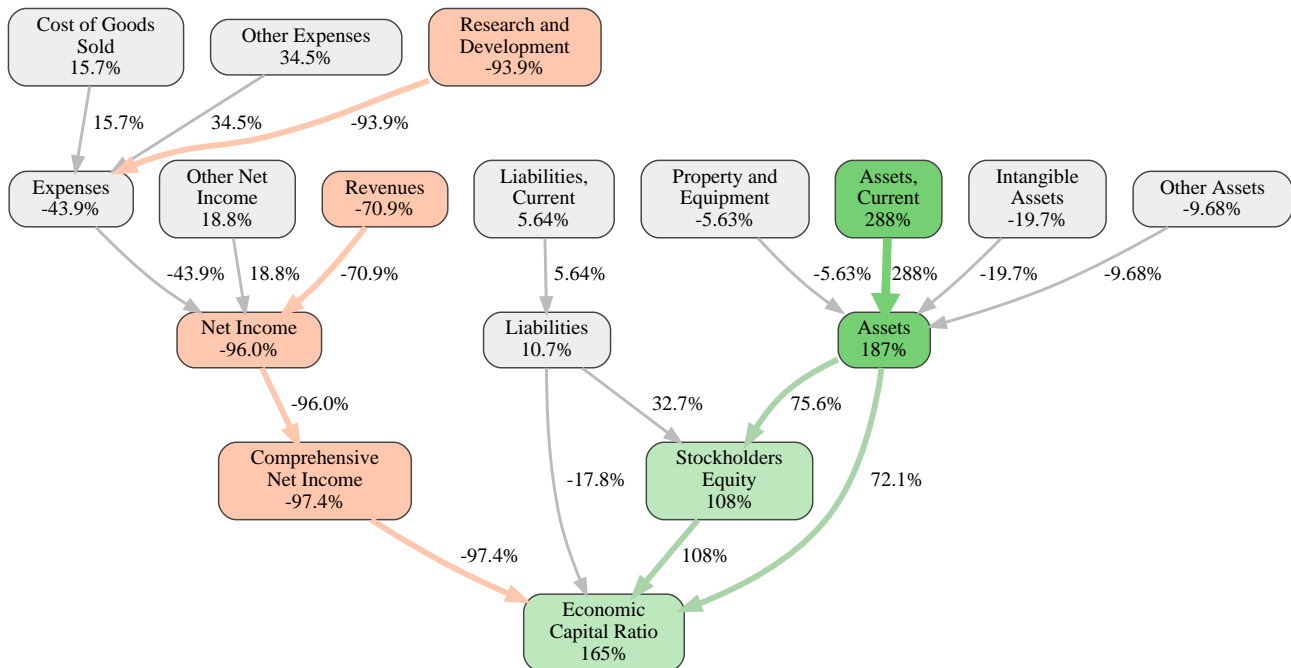 Cost of Goods
Sold
15.7%
Other Expenses
34.5%
Research and
Development
-93.9%
15.7%
34.5%
-93.9%
Expenses
-43.9%
Other Net
Income
18.8%
Revenues
-70.9%
Liabilities,
Current
5.64%
Property and
Equipment
-5.63%
Assets,
Current
288%
Intangible
Assets
-19.7%
Other Assets
-9.68%
-43.9%
18.8%
-70.9%
5.64%
-5.63%
288%
-19.7%
-9.68%
Net Income
-96.0%
Liabilities
10.7%
Assets
187%
-96.0%
32.7%
75.6%
Comprehensive
Net Income
-97.4%
-17.8%
Stockholders
Equity
108%
72.1%
-97.4%
108%
Economic
Capital Ratio
165%